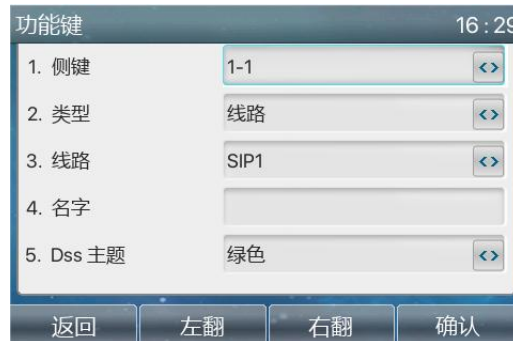 功能键 16:29
1. 侧键 1-1
2. 类型 线路
3. 线路 SIP1
4. 名字
5. Dss 主题 绿色
返回 左翻 右翻 确认